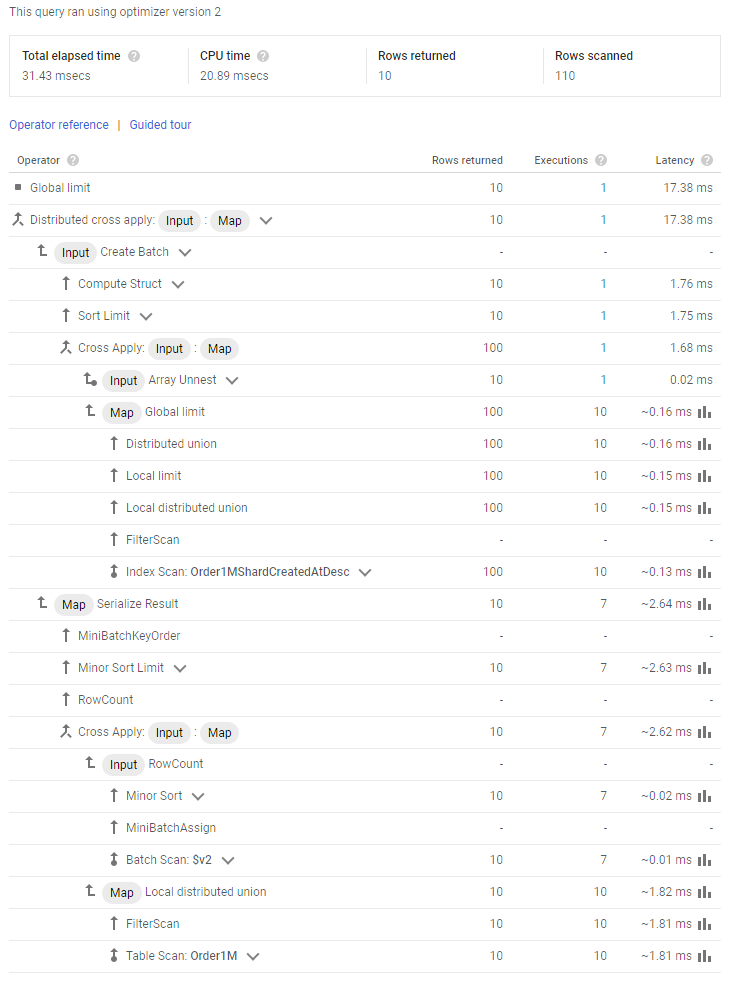 This query ran using optimizer version 2
Total elapsed time ? CPU time ? Rows returned Rows scanned
31.43 msecs 20.89 msecs 10 110
Operator reference | Guided tour
Operator ? Rows returned Executions ? Latency ?
Global limit 10 1 17.38 ms
Distributed cross apply: Input : Map 10 1 17.38 ms
Input Create Batch - - -
Compute Struct 10 1 1.76 ms
Sort Limit 10 1 1.75 ms
Cross Apply: Input : Map 100 1 1.68 ms
Input Array Unnest 10 1 0.02 ms
Map Global limit 100 10 ~0.16 ms
Distributed union 100 10 ~0.16 ms
Local limit 100 10 ~0.15 ms
Local distributed union 100 10 ~0.15 ms
FilterScan - - -
Index Scan: Order1MShardCreatedAtDesc 100 10 ~0.13 ms
Map Serialize Result 10 7 ~2.64 ms
MiniBatchKeyOrder - - -
Minor Sort Limit 10 7 ~2.63 ms
RowCount - - -
Cross Apply: Input : Map 10 7 ~2.62 ms
Input RowCount - - -
Minor Sort 10 7 ~0.02 ms
MiniBatchAssign - - -
Batch Scan: $v2 10 7 ~0.01 ms
Map Local distributed union 10 10 ~1.82 ms
FilterScan 10 10 ~1.81 ms
Table Scan: Order1M 10 10 ~1.81 ms